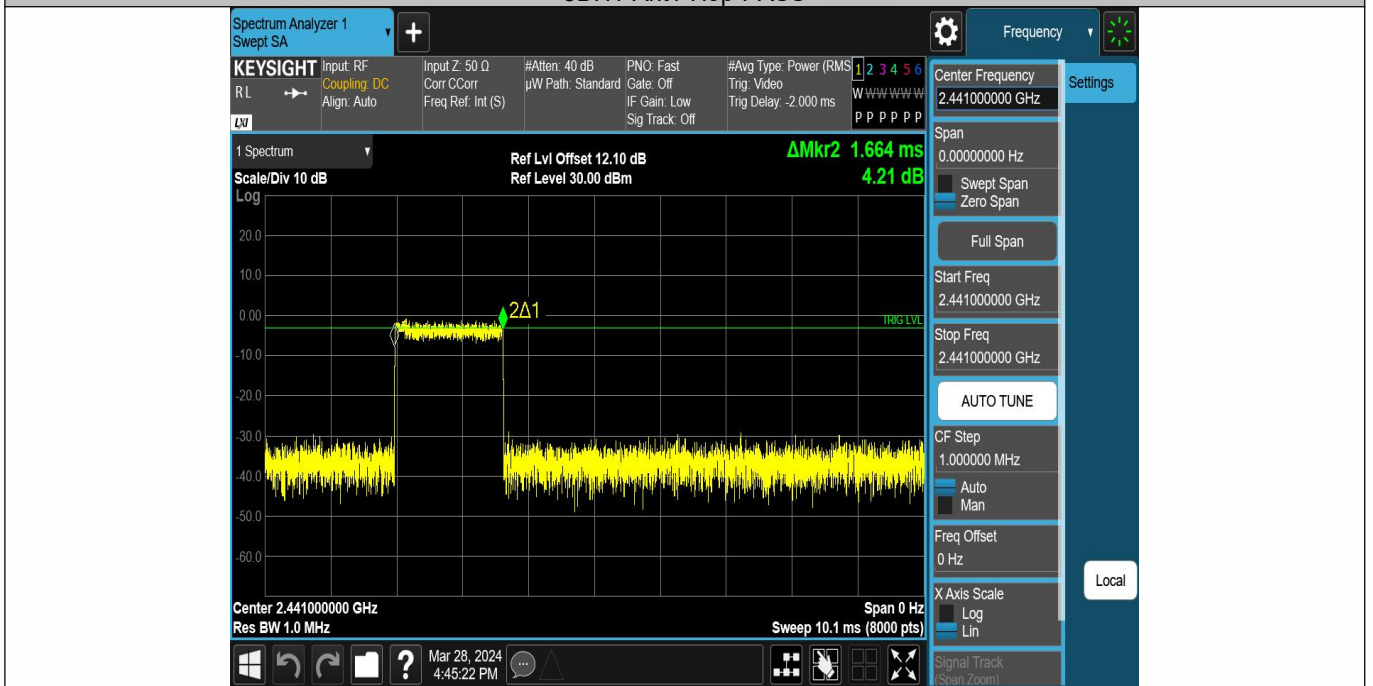 Spectrum Analyzer 1
Swept SA
+
Frequency
KEYSIGHT
RL
LXI
Input: RF
Coupling: DC
Align: Auto
Input Z: 50 Ω
Corr CCorr
Freq Ref: Int (S)
#Atten: 40 dB
µW Path: Standard
PNO: Fast
Gate: Off
IF Gain: Low
Sig Track: Off
#Avg Type: Power (RMS
Trig: Video
Trig Delay: -2.000 ms
1 2 3 4 5 6
W W W W W W
P P P P P P
1 Spectrum
Scale/Div 10 dB
Ref Lvl Offset 12.10 dB
Ref Level 30.00 dBm
ΔMkr2 1.664 ms
4.21 dB
Log
20.0
10.0
0.00
-10.0
-20.0
-30.0
-40.0
-50.0
-60.0
2Δ1
TRIG LVL
Center 2.441000000 GHz
Res BW 1.0 MHz
Span 0 Hz
Sweep 10.1 ms (8000 pts)
Center Frequency
2.441000000 GHz
Settings
Span
0.00000000 Hz
Swept Span
Zero Span
Full Span
Start Freq
2.441000000 GHz
Stop Freq
2.441000000 GHz
AUTO TUNE
CF Step
1.000000 MHz
Auto
Man
Freq Offset
0 Hz
X Axis Scale
Log
Lin
Signal Track
(Span Zoom)
Local
?
Mar 28, 2024
4:45:22 PM